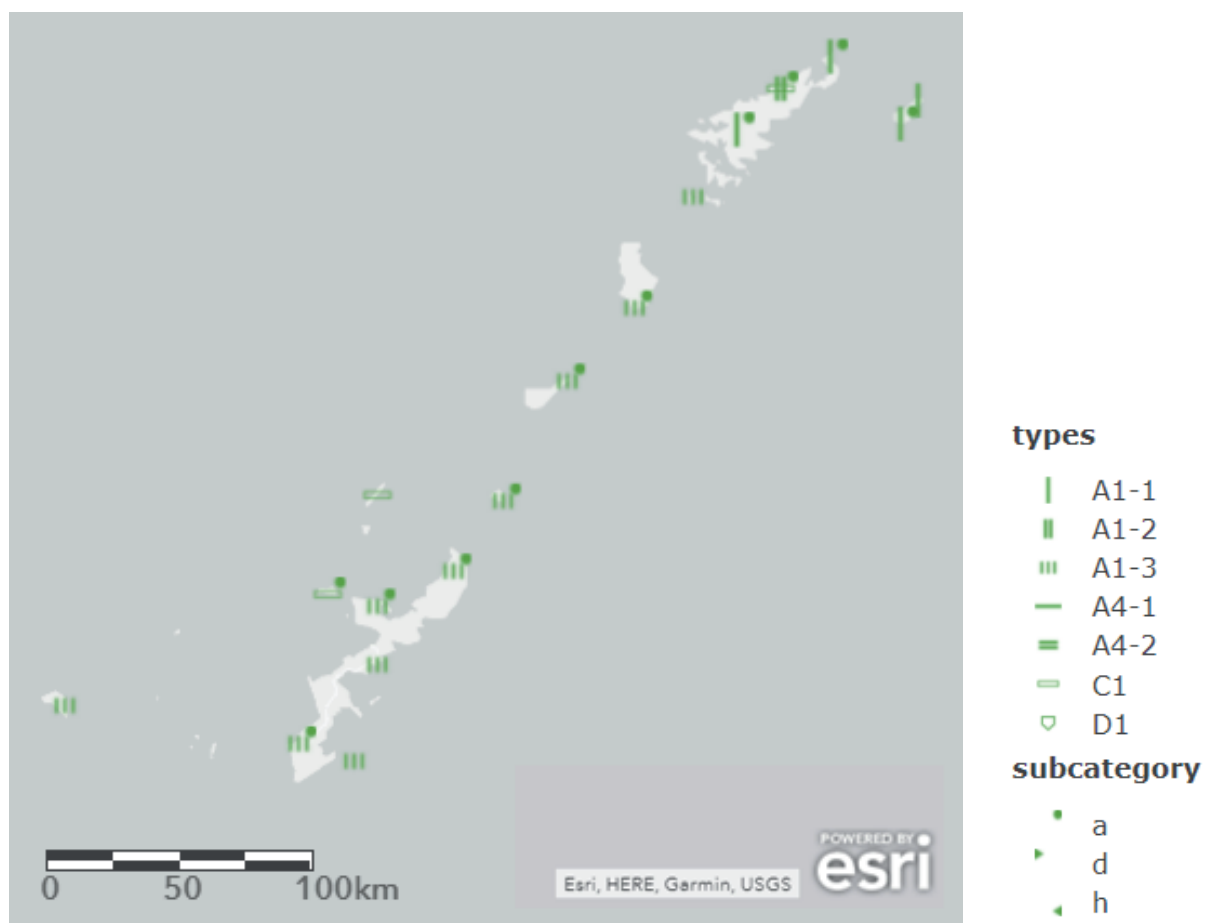 types
A1-1
A1-2
A1-3
A4-1
A4-2
C1
D1
subcategory
a
d
h
0 50 100km
Esri, HERE, Garmin, USGS
POWERED BY
esri